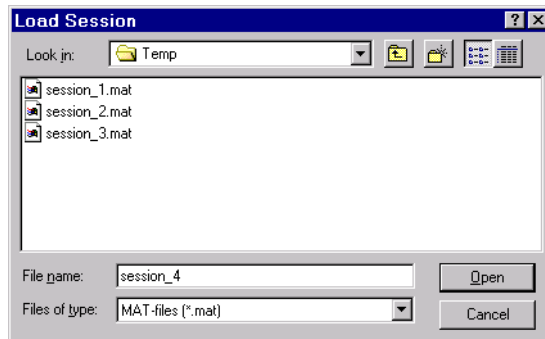 Load Session
Look in: Temp
session_1.mat
session_2.mat
session_3.mat
File name: session_4 Open
Files of type: MAT-files (*.mat) Cancel